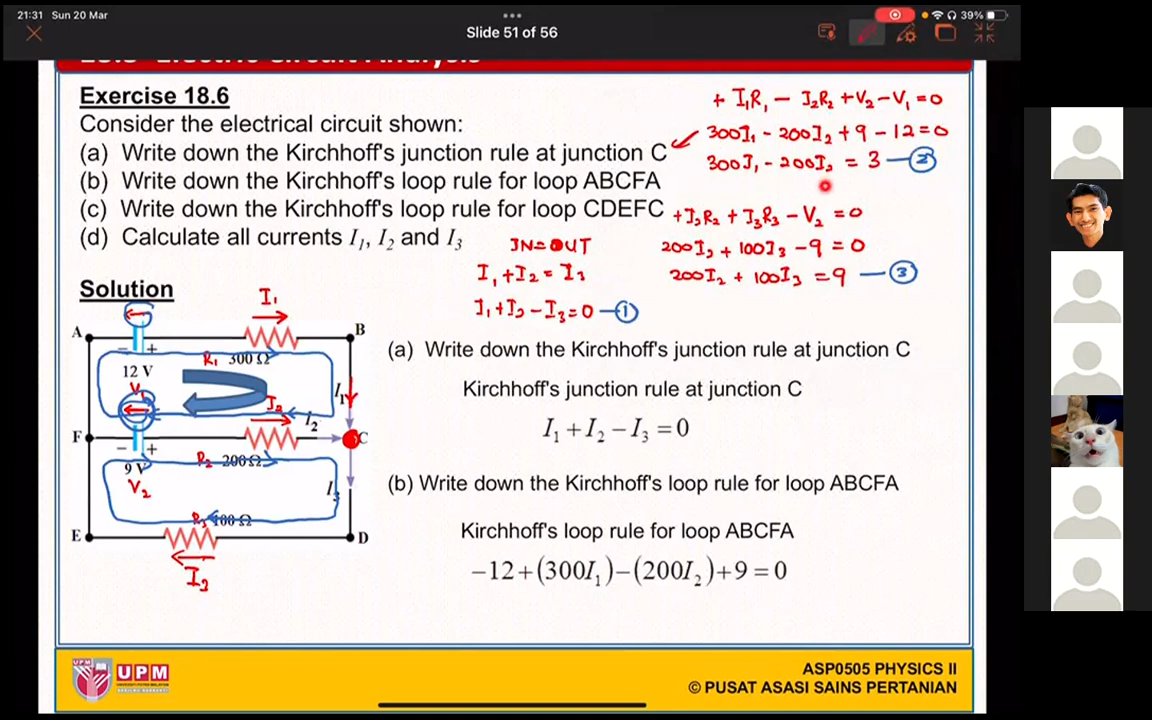 21:31 Sun 20 Mar
39%
Slide 51 of 56
Exercise 18.6
Consider the electrical circuit shown:
(a) Write down the Kirchhoff's junction rule at junction C
(b) Write down the Kirchhoff's loop rule for loop ABCFA
(c) Write down the Kirchhoff's loop rule for loop CDEFC
(d) Calculate all currents I₁, I₂ and I₃
+ I₁R₁ - I₂R₂ + V₂ - V₁ = 0
300I₁ - 200I₂ + 9 - 12 = 0
300I₁ - 200I₂ = 3 — ②
+I₂R₂ + I₃R₃ - V₂ = 0
200I₂ + 100I₃ - 9 = 0
200I₂ + 100I₃ = 9 — ③
IN = OUT
I₁ + I₂ = I₃
I₁ + I₂ - I₃ = 0 — ①
Solution
I₁
A
B
- +
R₁ 300 Ω
12 V
V₁
I₁
I₂
I₂
F
C
- +
9 V
R₂ 200 Ω
V₂
I₃
R₃ 100 Ω
E
D
I₃
(a) Write down the Kirchhoff's junction rule at junction C
Kirchhoff's junction rule at junction C
I₁ + I₂ - I₃ = 0
(b) Write down the Kirchhoff's loop rule for loop ABCFA
Kirchhoff's loop rule for loop ABCFA
-12+(300I₁)-(200I₂)+9 = 0
UPM
UPM
ASP0505 PHYSICS II
© PUSAT ASASI SAINS PERTANIAN